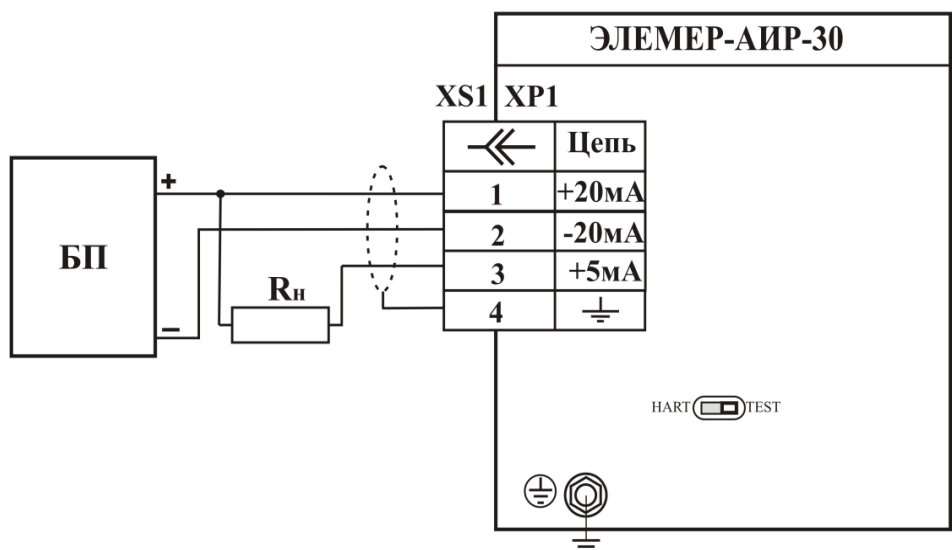 ЭЛЕМЕР-АИР-30
XS1 XP1
Цепь
1 +20мА
2 -20мА
3 +5мА
4
+
БП
−
Rн
HART TEST